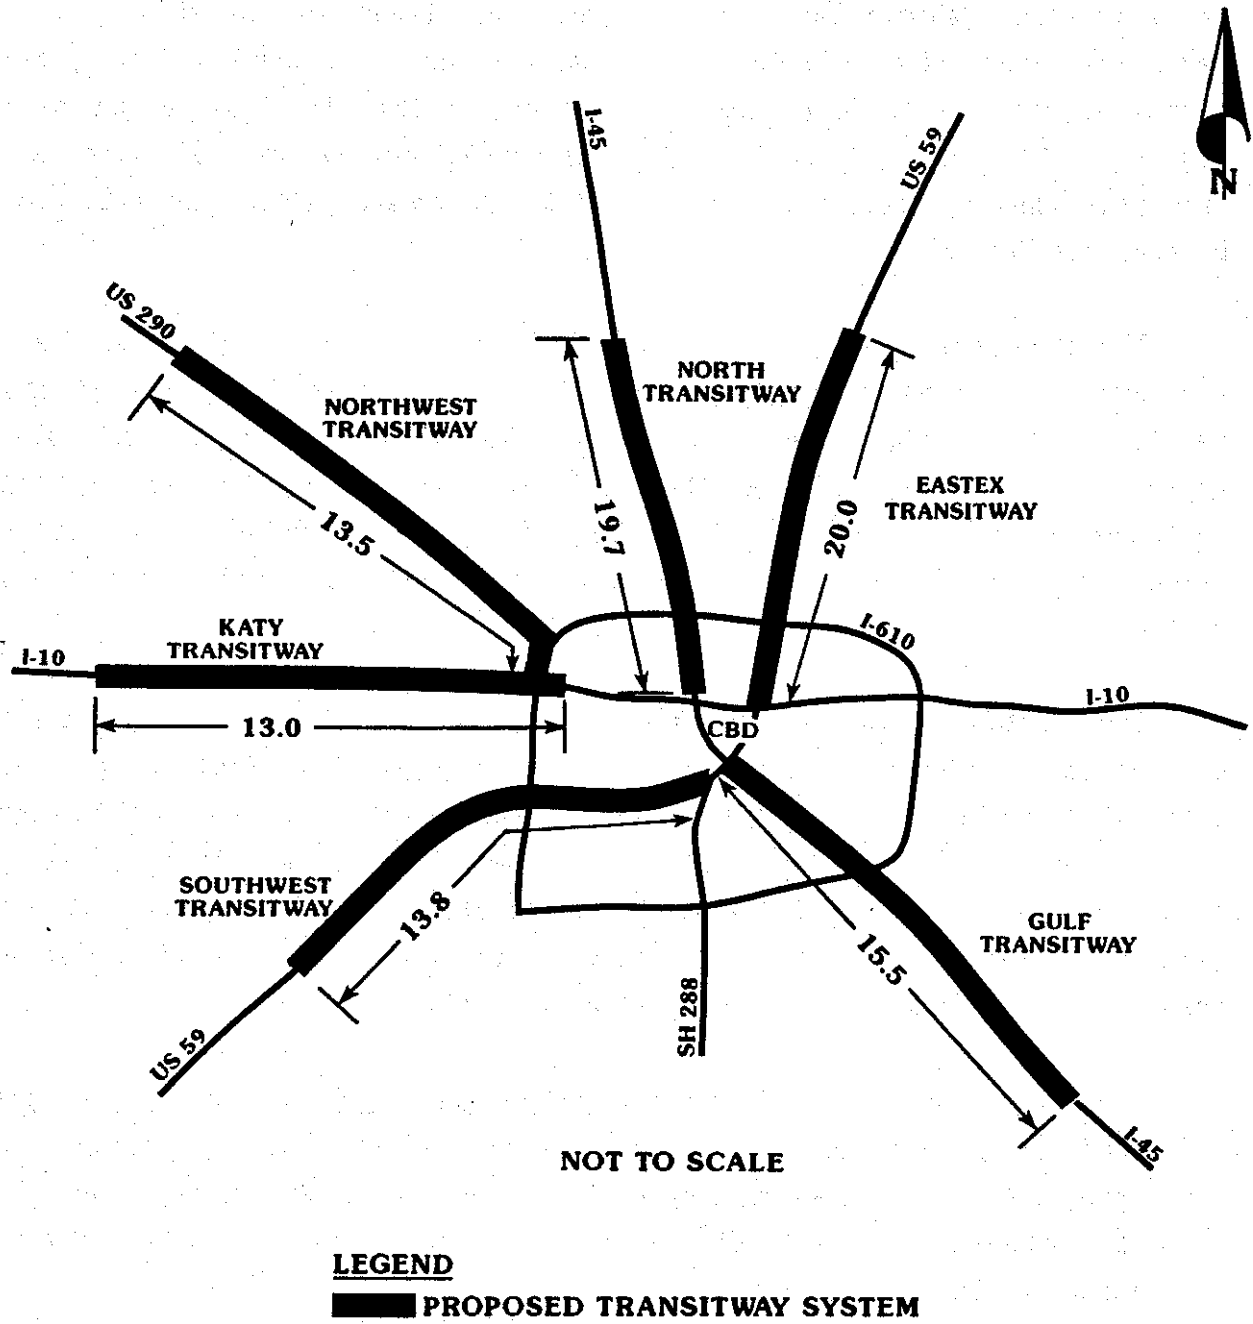 N
I-45
US 59
US 290
NORTH
TRANSITWAY
NORTHWEST
TRANSITWAY
EASTEX
TRANSITWAY
19.7
20.0
13.5
KATY
TRANSITWAY
I-610
I-10
I-10
13.0
CBD
SOUTHWEST
TRANSITWAY
13.8
GULF
TRANSITWAY
15.5
SH 288
US 59
I-45
NOT TO SCALE
LEGEND
PROPOSED TRANSITWAY SYSTEM